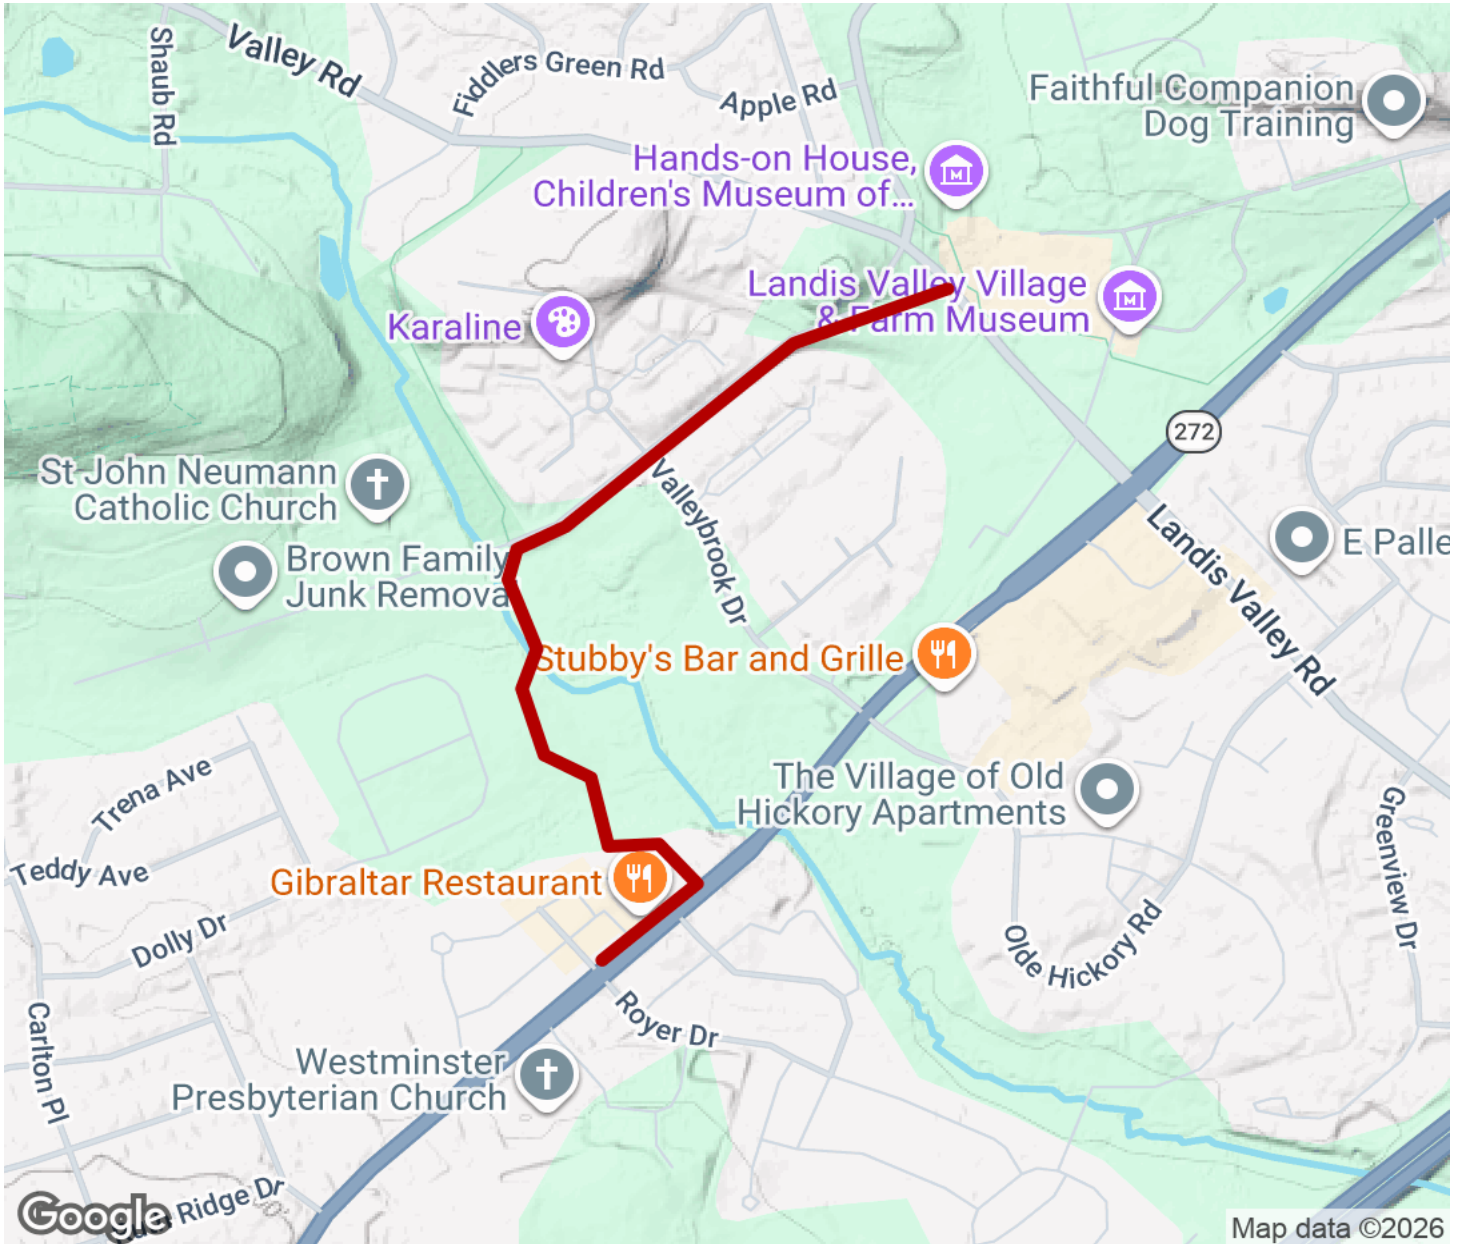 Shaub Rd
Valley Rd
Fiddlers Green Rd
Apple Rd
Faithful Companion
Dog Training
Hands-on House,
Children's Museum of...
Landis Valley Village
& Farm Museum
Karaline
272
St John Neumann
Catholic Church
Valleybrook Dr
Landis Valley Rd
E Palle
Brown Family
Junk Remova
Stubby's Bar and Grille
Trena Ave
The Village of Old
Hickory Apartments
Greenview Dr
Teddy Ave
Gibraltar Restaurant
Dolly Dr
Olde Hickory Rd
Carlton Pl
Royer Dr
Westminster
Presbyterian Church
Ridge Dr
Google
Map data ©2026